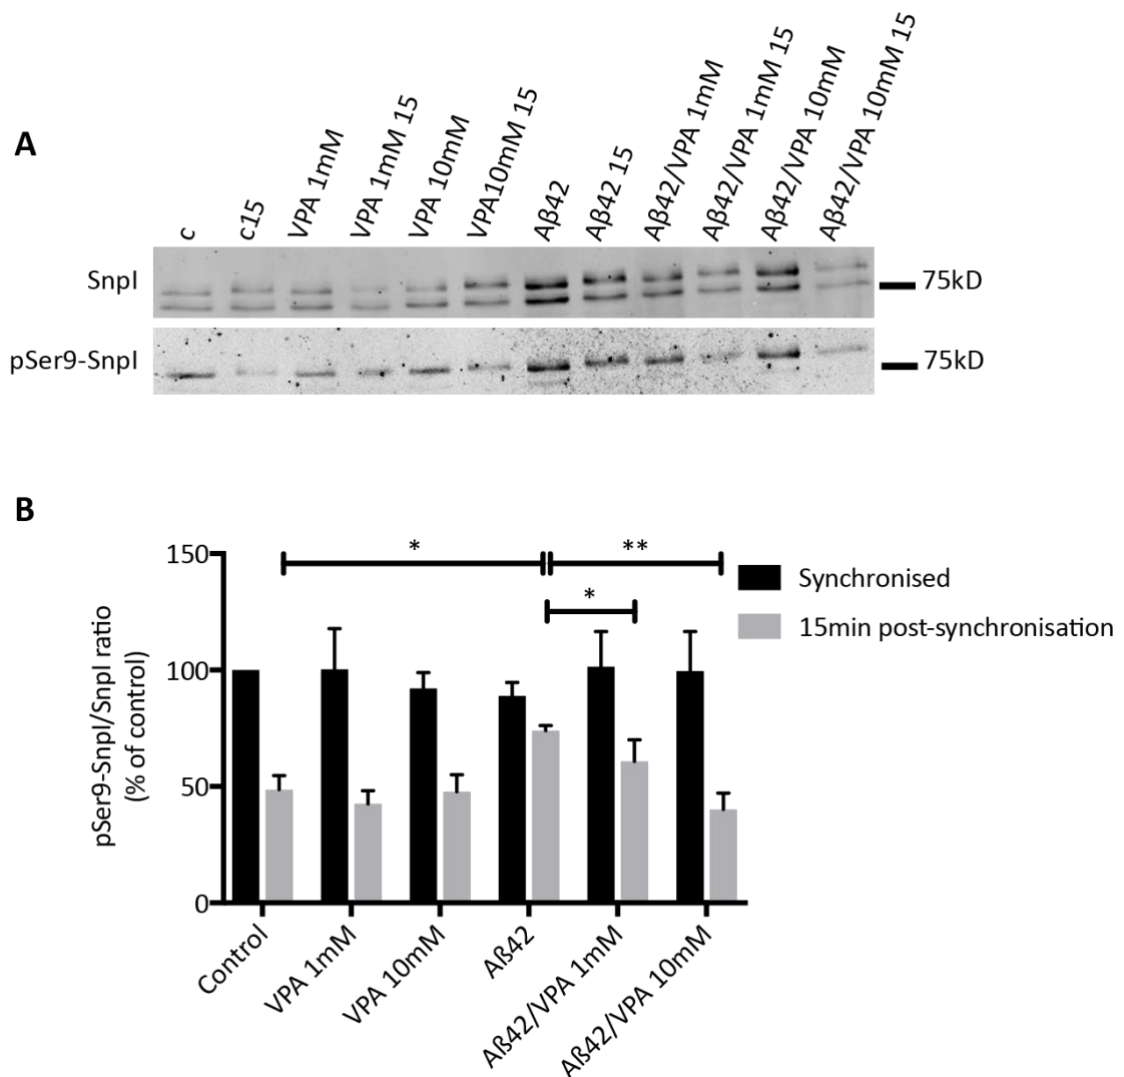 A
c
c15
VPA 1mM
VPA 1mM 15
VPA 10mM
VPA10mM 15
Aβ42
Aβ42 15
Aβ42/VPA 1mM
Aβ42/VPA 1mM 15
Aβ42/VPA 10mM
Aβ42/VPA 10mM 15
SnpI
75kD
pSer9-SnpI
75kD
B
pSer9-SnpI/SnpI ratio
(% of control)
150
100
50
0
*
**
*
Synchronised
15min post-synchronisation
Control
VPA 1mM
VPA 10mM
Aß42
Aß42/VPA 1mM
Aß42/VPA 10mM